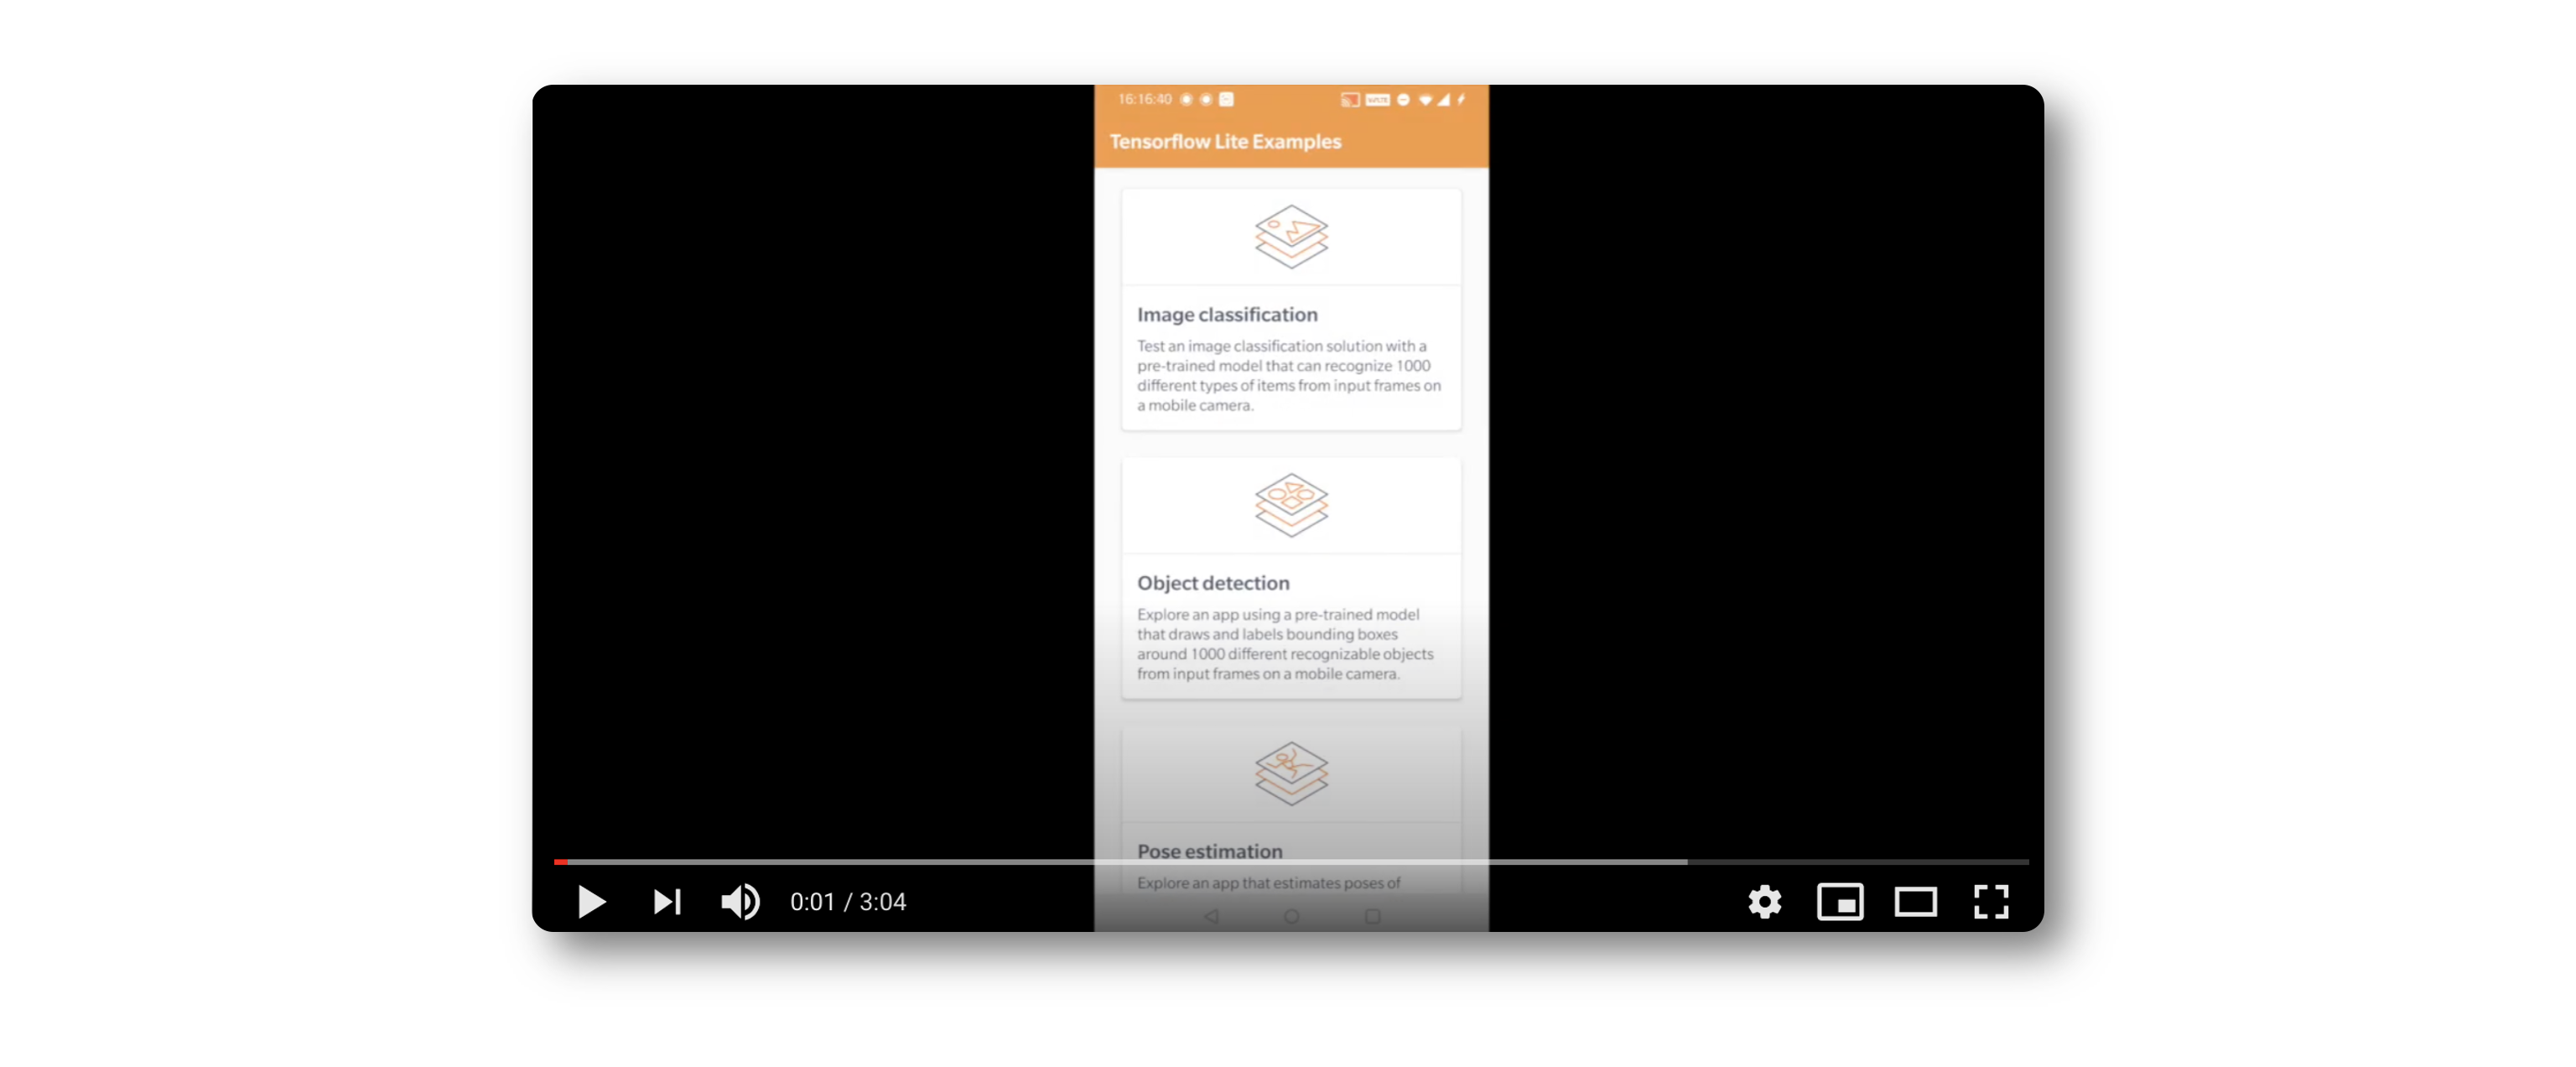 16:16:40
Tensorflow Lite Examples
Image classification
Test an image classification solution with a
pre-trained model that can recognize 1000
different types of items from input frames on
a mobile camera.
Object detection
Explore an app using a pre-trained model
that draws and labels bounding boxes
around 1000 different recognizable objects
from input frames on a mobile camera.
Pose estimation
Explore an app that estimates poses of
0:01 / 3:04